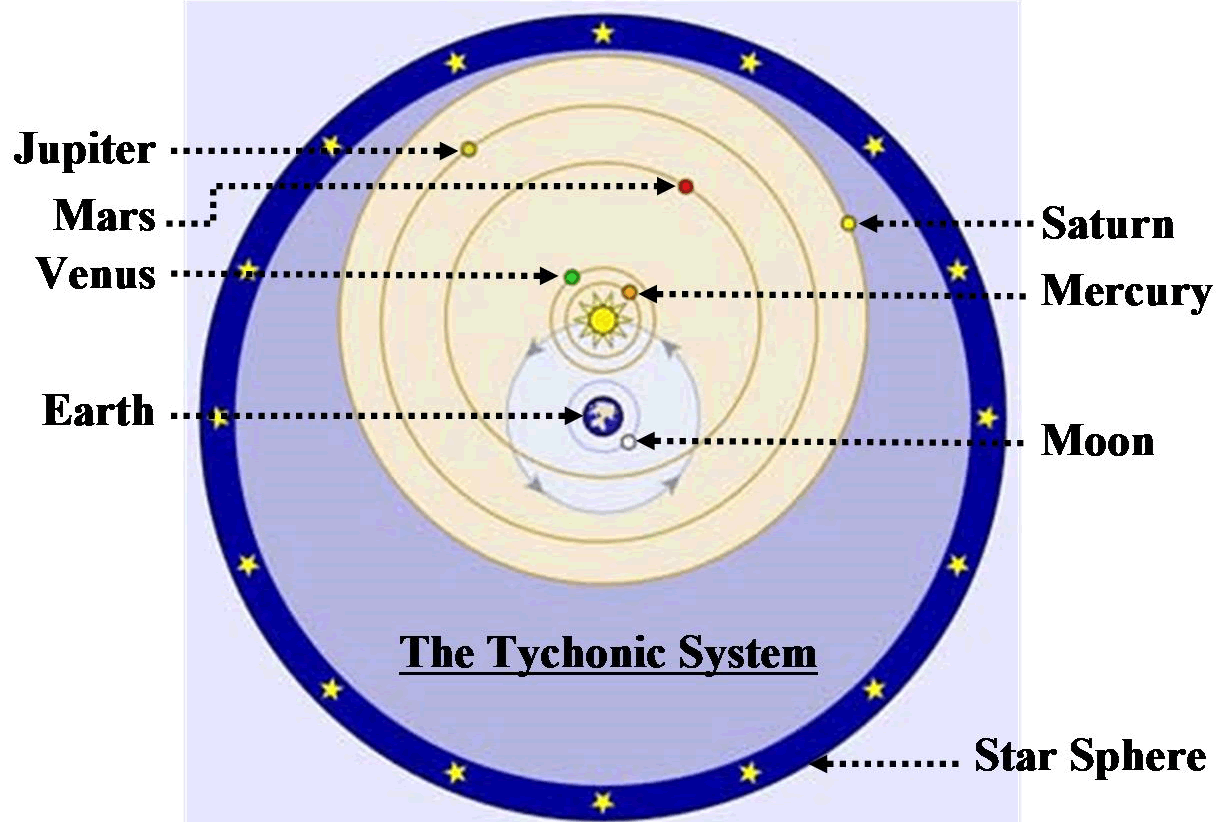 Jupiter
Mars
Venus
Earth
Saturn
Mercury
Moon
The Tychonic System
Star Sphere